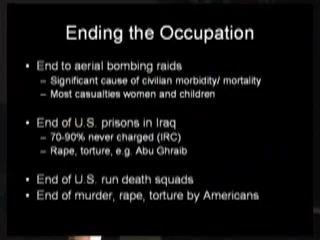 Ending the Occupation
• End to aerial bombing raids
– Significant cause of civilian morbidity/ mortality
– Most casualties women and children
• End of U.S. prisons in Iraq
– 70-90% never charged (IRC)
– Rape, torture, e.g. Abu Ghraib
• End of U.S. run death squads
• End of murder, rape, torture by Americans